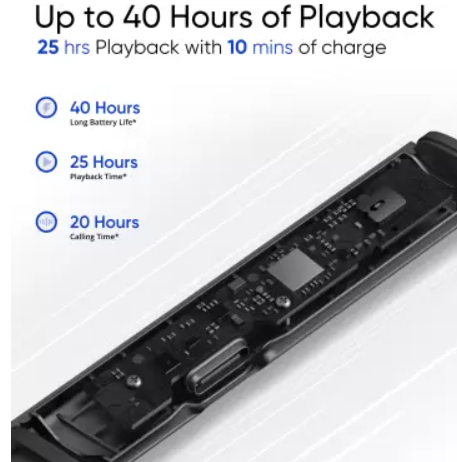 Up to 40 Hours of Playback
25 hrs Playback with 10 mins of charge
40 Hours
Long Battery Life*
25 Hours
Playback Time*
20 Hours
Calling Time*